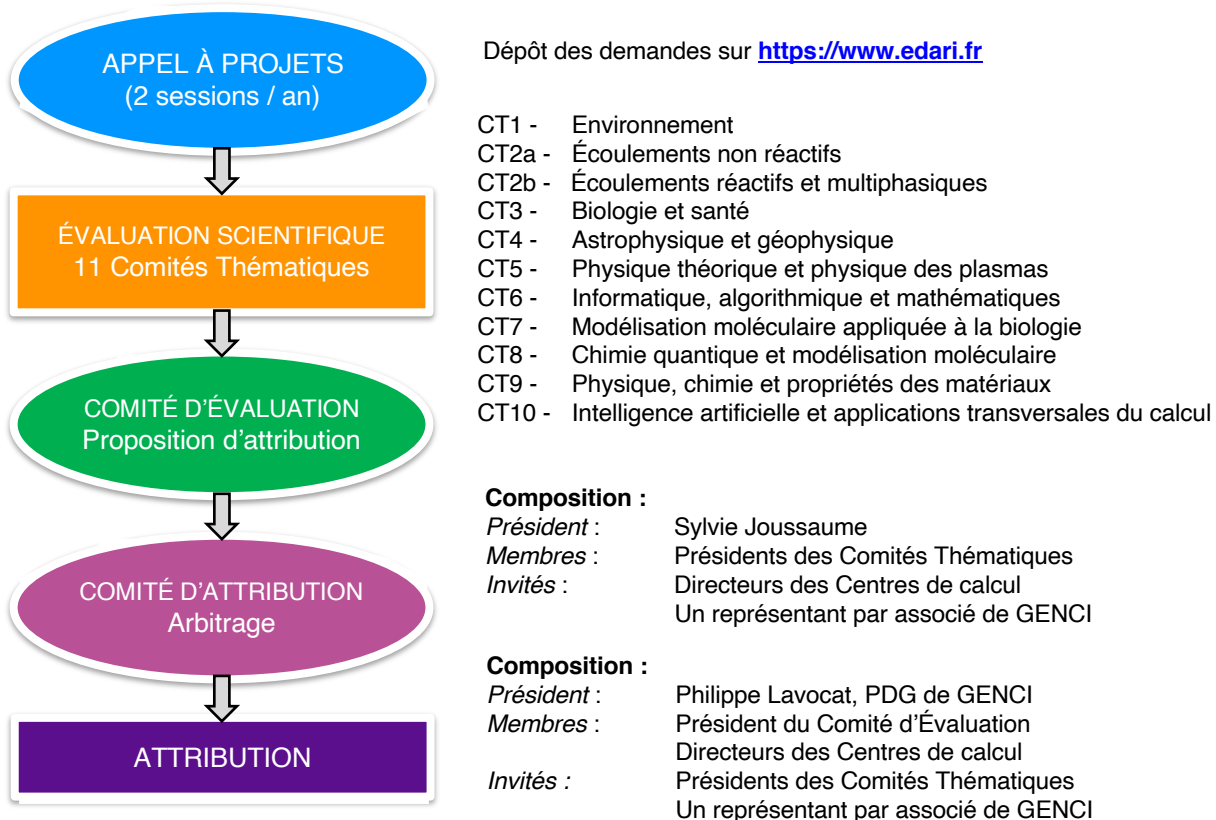 APPEL À PROJETS
(2 sessions / an)
Dépôt des demandes sur https://www.edari.fr
ÉVALUATION SCIENTIFIQUE
11 Comités Thématiques
CT1 - Environnement
CT2a - Écoulements non réactifs
CT2b - Écoulements réactifs et multiphasiques
CT3 - Biologie et santé
CT4 - Astrophysique et géophysique
CT5 - Physique théorique et physique des plasmas
CT6 - Informatique, algorithmique et mathématiques
CT7 - Modélisation moléculaire appliquée à la biologie
CT8 - Chimie quantique et modélisation moléculaire
CT9 - Physique, chimie et propriétés des matériaux
CT10 - Intelligence artificielle et applications transversales du calcul
COMITÉ D'ÉVALUATION
Proposition d'attribution
Composition :
Président : Sylvie Joussaume
Membres : Présidents des Comités Thématiques
Invités : Directeurs des Centres de calcul
Un représentant par associé de GENCI
COMITÉ D'ATTRIBUTION
Arbitrage
Composition :
Président : Philippe Lavocat, PDG de GENCI
Membres : Président du Comité d'Évaluation
Directeurs des Centres de calcul
Invités : Présidents des Comités Thématiques
Un représentant par associé de GENCI
ATTRIBUTION